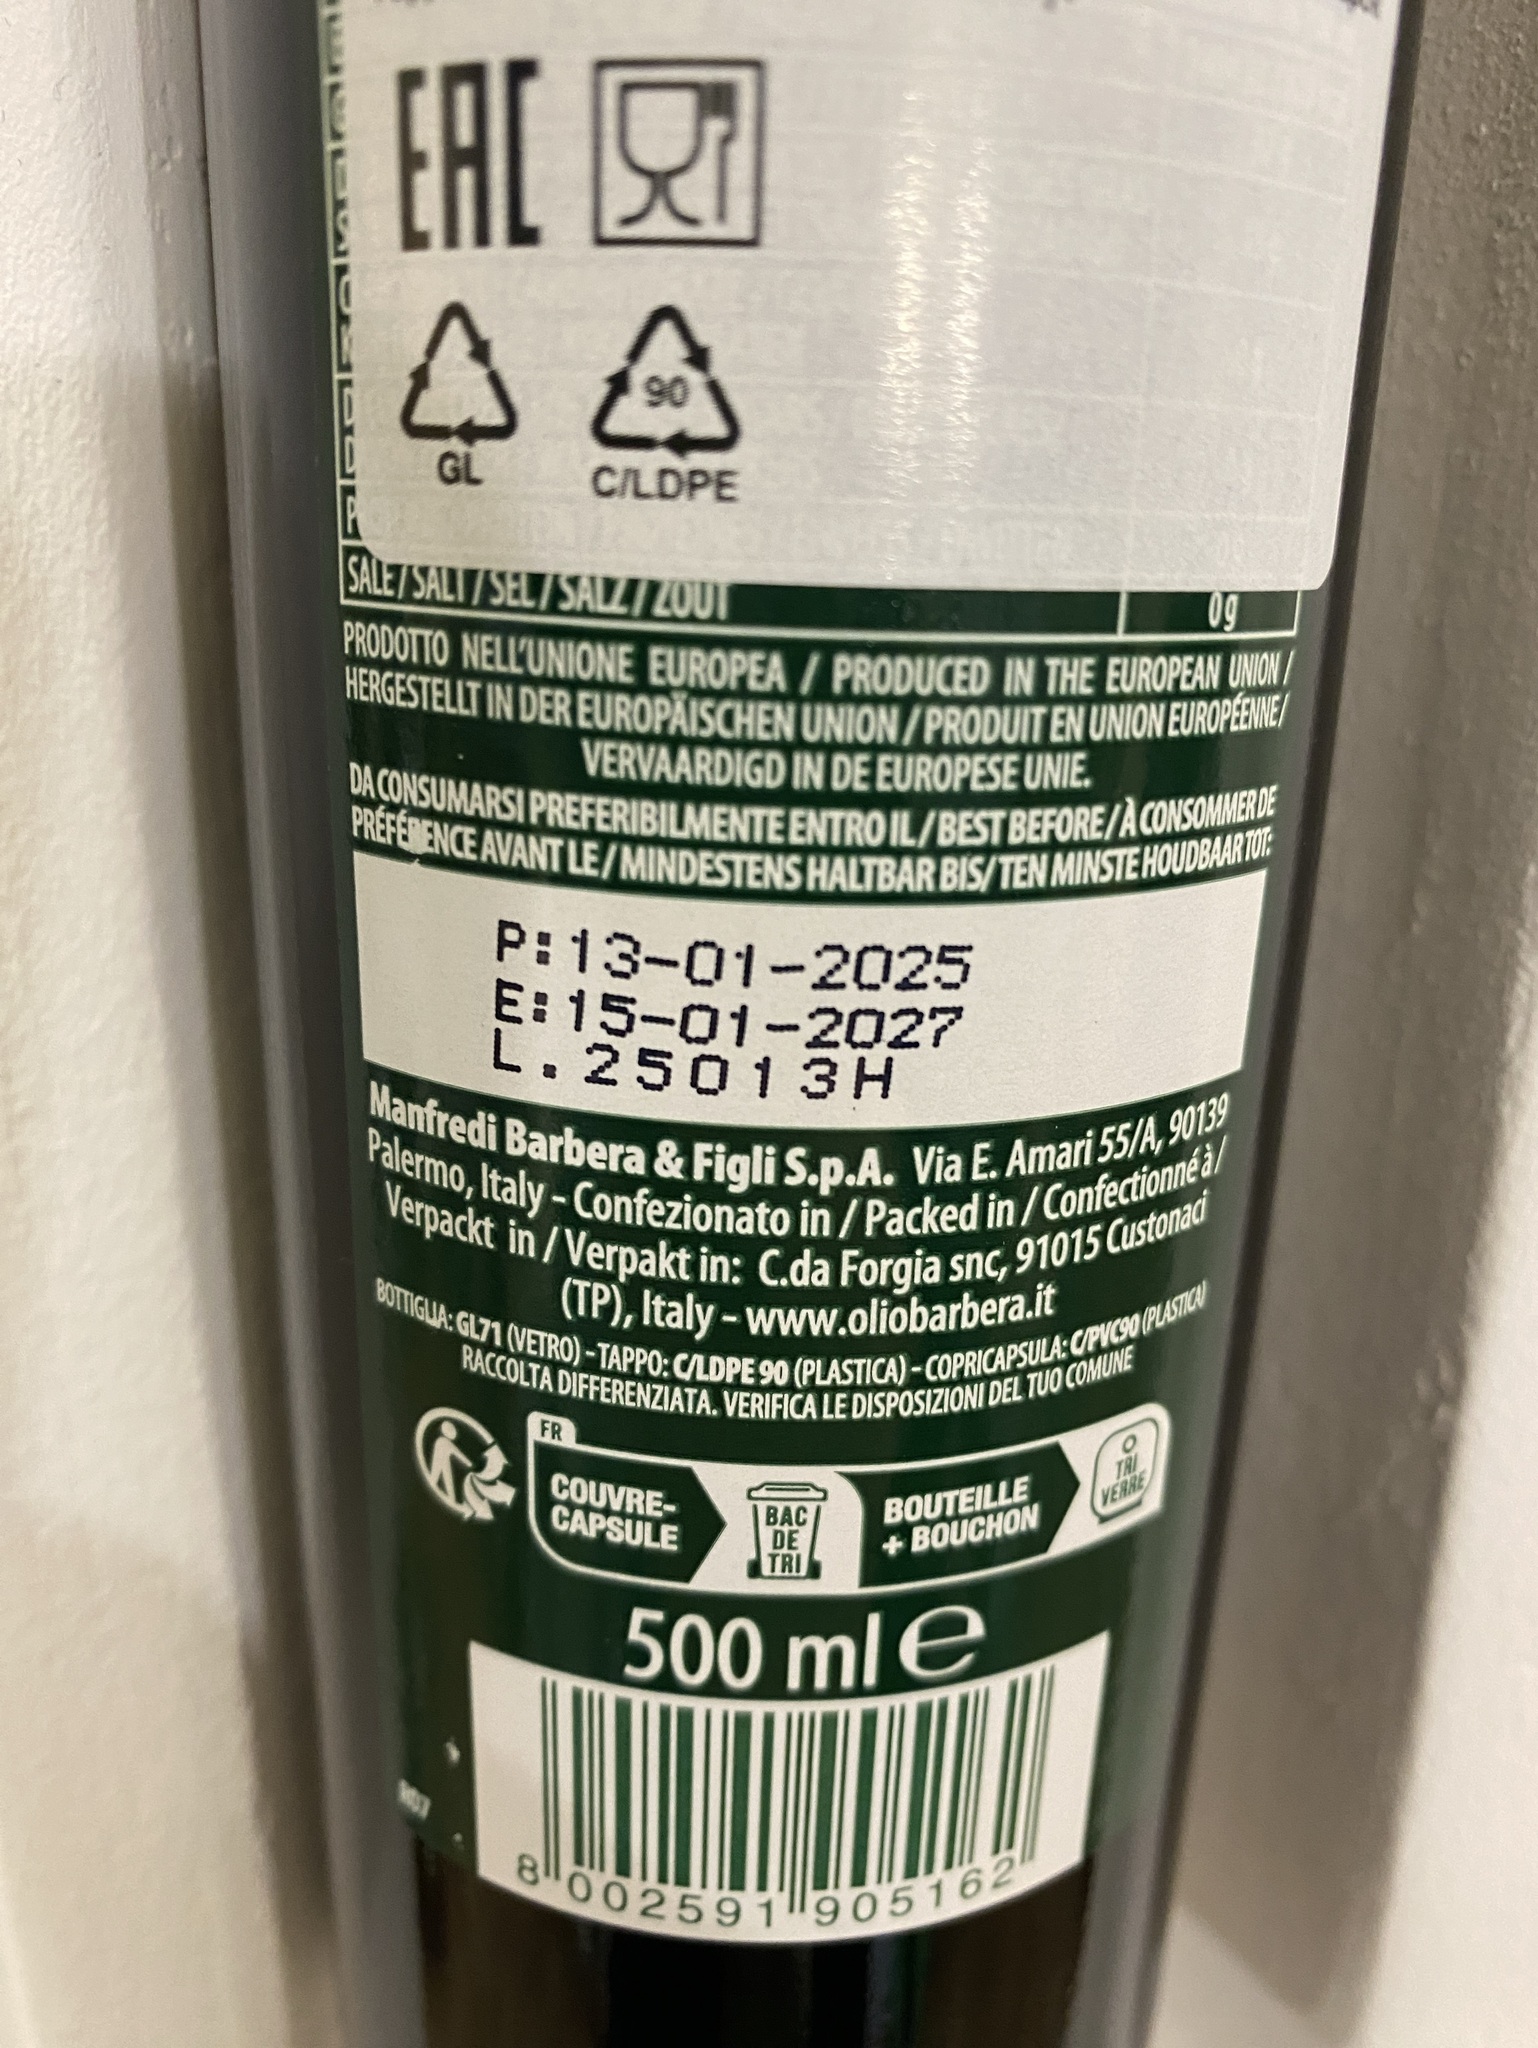 EAC
90
GL
C/LDPE
SALE / SALT / SEL / SALZ / ZOUT 0 g
PRODOTTO NELL'UNIONE EUROPEA / PRODUCED IN THE EUROPEAN UNION /
HERGESTELLT IN DER EUROPÄISCHEN UNION / PRODUIT EN UNION EUROPÉENNE /
VERVAARDIGD IN DE EUROPESE UNIE.
DA CONSUMARSI PREFERIBILMENTE ENTRO IL / BEST BEFORE / À CONSOMMER DE
PRÉFÉRENCE AVANT LE / MINDESTENS HALTBAR BIS/ TEN MINSTE HOUDBAAR TOT:
P:13-01-2025
E:15-01-2027
L.25013H
Manfredi Barbera & Figli S.p.A. Via E. Amari 55/A, 90139
Palermo, Italy - Confezionato in / Packed in / Confectionné à /
Verpackt in / Verpakt in: C.da Forgia snc, 91015 Custonaci
(TP), Italy - www.oliobarbera.it
BOTTIGLIA: GL71 (VETRO) - TAPPO: C/LDPE 90 (PLASTICA) - COPRICAPSULA: C/PVC90 (PLASTICA)
RACCOLTA DIFFERENZIATA. VERIFICA LE DISPOSIZIONI DEL TUO COMUNE
FR
COUVRE-
CAPSULE
BAC
DE
TRI
BOUTEILLE
+ BOUCHON
TRI
VERRE
500 ml e
8 002591 905162